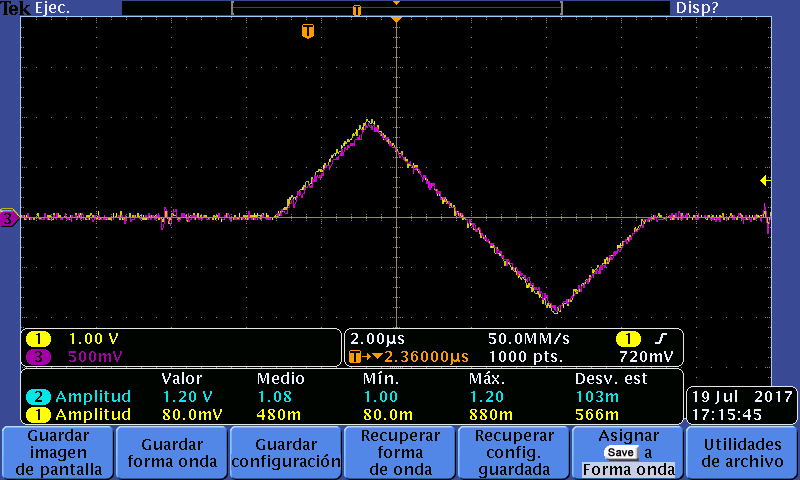 Tek Ejec. T Disp?
T
3
1 1.00 V
3 500mV
2.00µs 50.0MM/s 1 
T→▼2.36000µs 1000 pts. 720mV
Valor Medio Mín. Máx. Desv. est
2 Amplitud 1.20 V 1.08 1.00 1.20 103m
1 Amplitud 80.0mV 480m 80.0m 880m 566m
19 Jul 2017
17:15:45
Guardar
imagen
de pantalla
Guardar
forma onda
Guardar
configuración
Recuperar
forma
de onda
Recuperar
config.
guardada
Asignar
Save a
Forma onda
Utilidades
de archivo